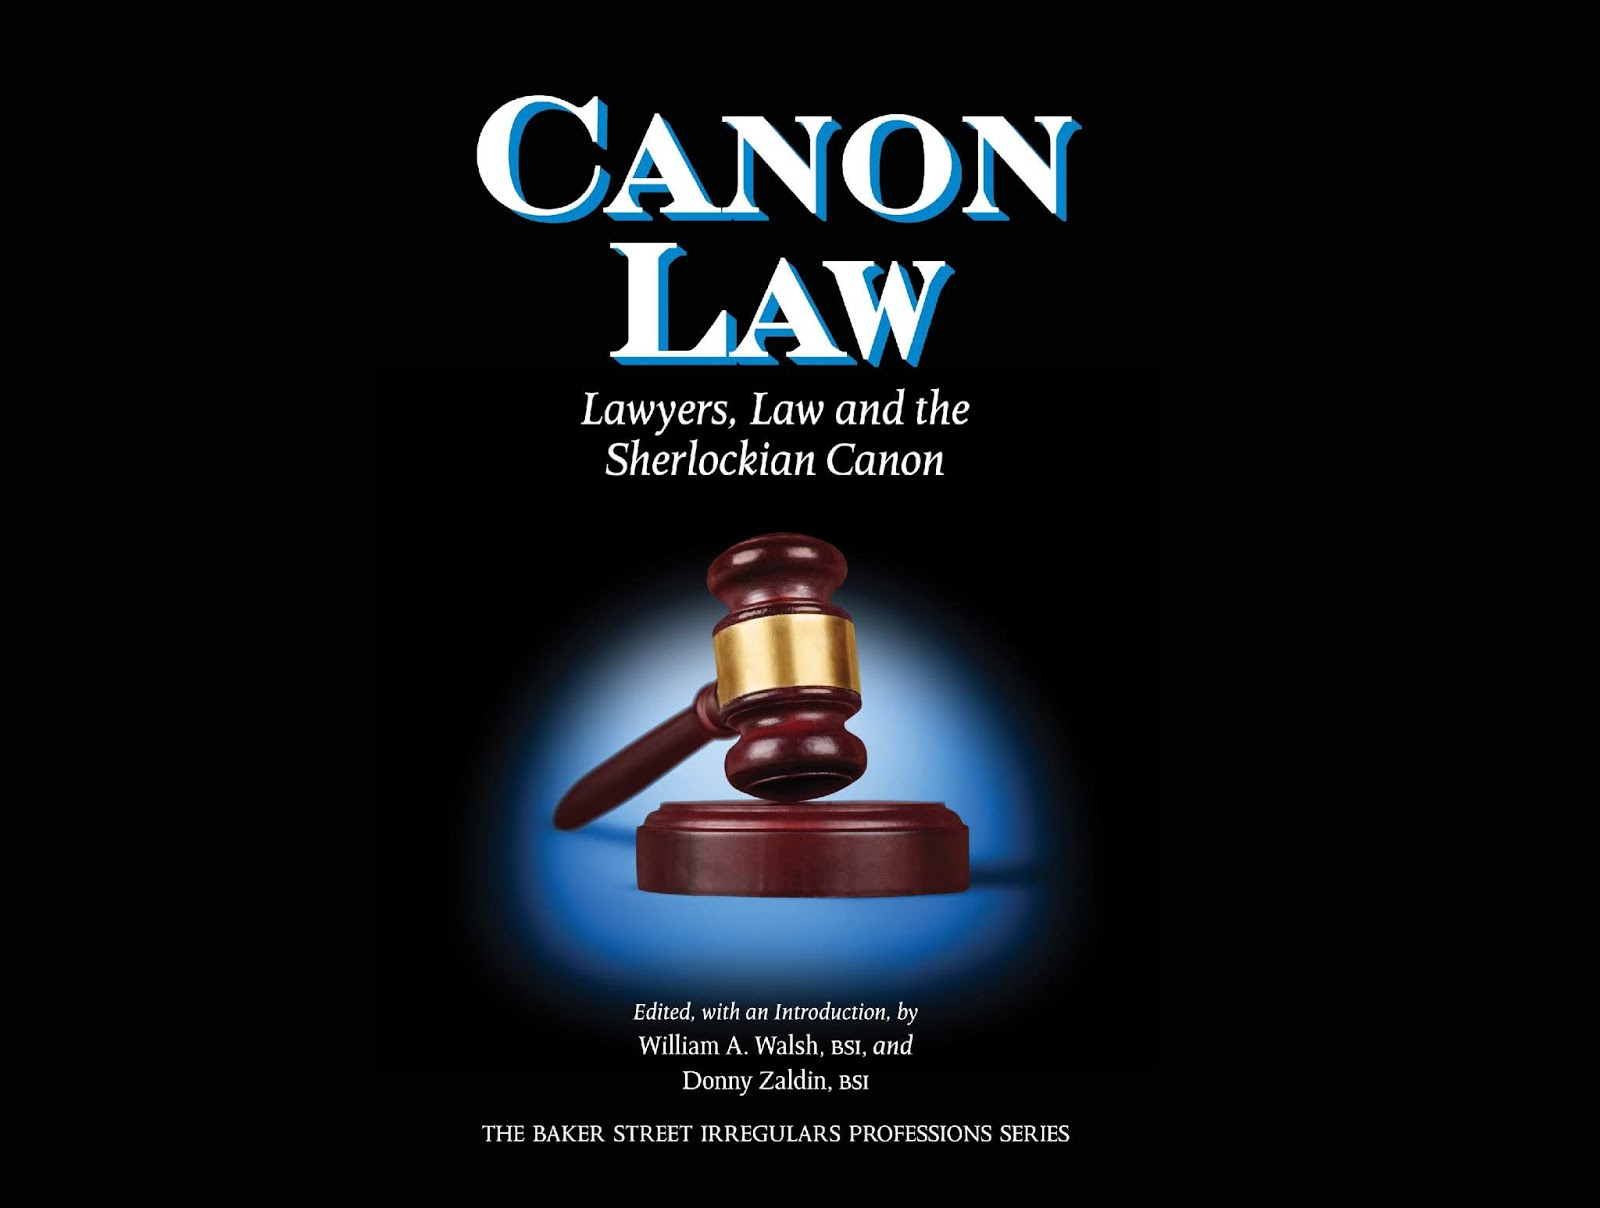 CANON
LAW
Lawyers, Law and the
Sherlockian Canon
Edited, with an Introduction, by
William A. Walsh, BSI, and
Donny Zaldin, BSI
THE BAKER STREET IRREGULARS PROFESSIONS SERIES